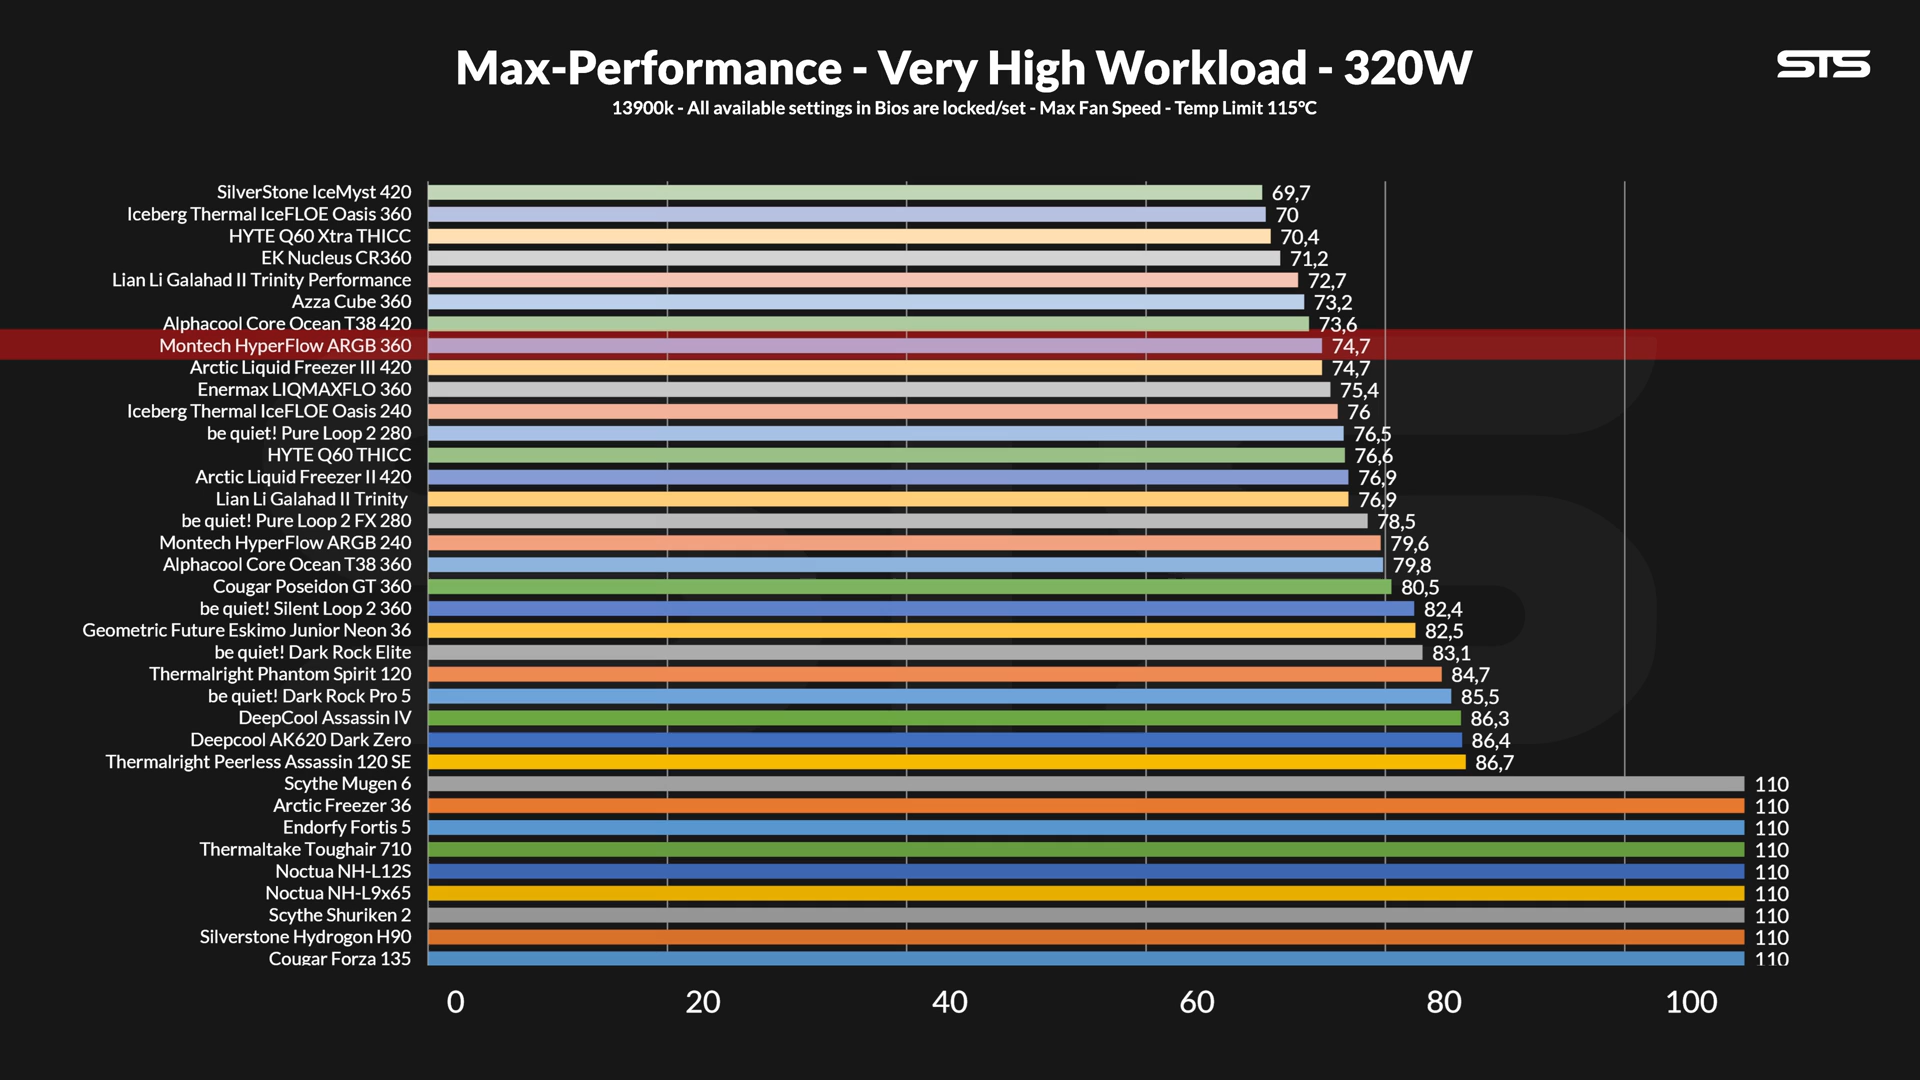 Max-Performance - Very High Workload - 320W
STS
13900k - All available settings in Bios are locked/set - Max Fan Speed - Temp Limit 115°C
SilverStone IceMyst 420 69,7
Iceberg Thermal IceFLOE Oasis 360 70
HYTE Q60 Xtra THICC 70,4
EK Nucleus CR360 71,2
Lian Li Galahad II Trinity Performance 72,7
Azza Cube 360 73,2
Alphacool Core Ocean T38 420 73,6
Montech HyperFlow ARGB 360 74,7
Arctic Liquid Freezer III 420 74,7
Enermax LIQMAXFLO 360 75,4
Iceberg Thermal IceFLOE Oasis 240 76
be quiet! Pure Loop 2 280 76,5
HYTE Q60 THICC 76,6
Arctic Liquid Freezer II 420 76,9
Lian Li Galahad II Trinity 76,9
be quiet! Pure Loop 2 FX 280 78,5
Montech HyperFlow ARGB 240 79,6
Alphacool Core Ocean T38 360 79,8
Cougar Poseidon GT 360 80,5
be quiet! Silent Loop 2 360 82,4
Geometric Future Eskimo Junior Neon 36 82,5
be quiet! Dark Rock Elite 83,1
Thermalright Phantom Spirit 120 84,7
be quiet! Dark Rock Pro 5 85,5
DeepCool Assassin IV 86,3
Deepcool AK620 Dark Zero 86,4
Thermalright Peerless Assassin 120 SE 86,7
Scythe Mugen 6 110
Arctic Freezer 36 110
Endorfy Fortis 5 110
Thermaltake Toughair 710 110
Noctua NH-L12S 110
Noctua NH-L9x65 110
Scythe Shuriken 2 110
Silverstone Hydrogon H90 110
Cougar Forza 135 110
0 20 40 60 80 100